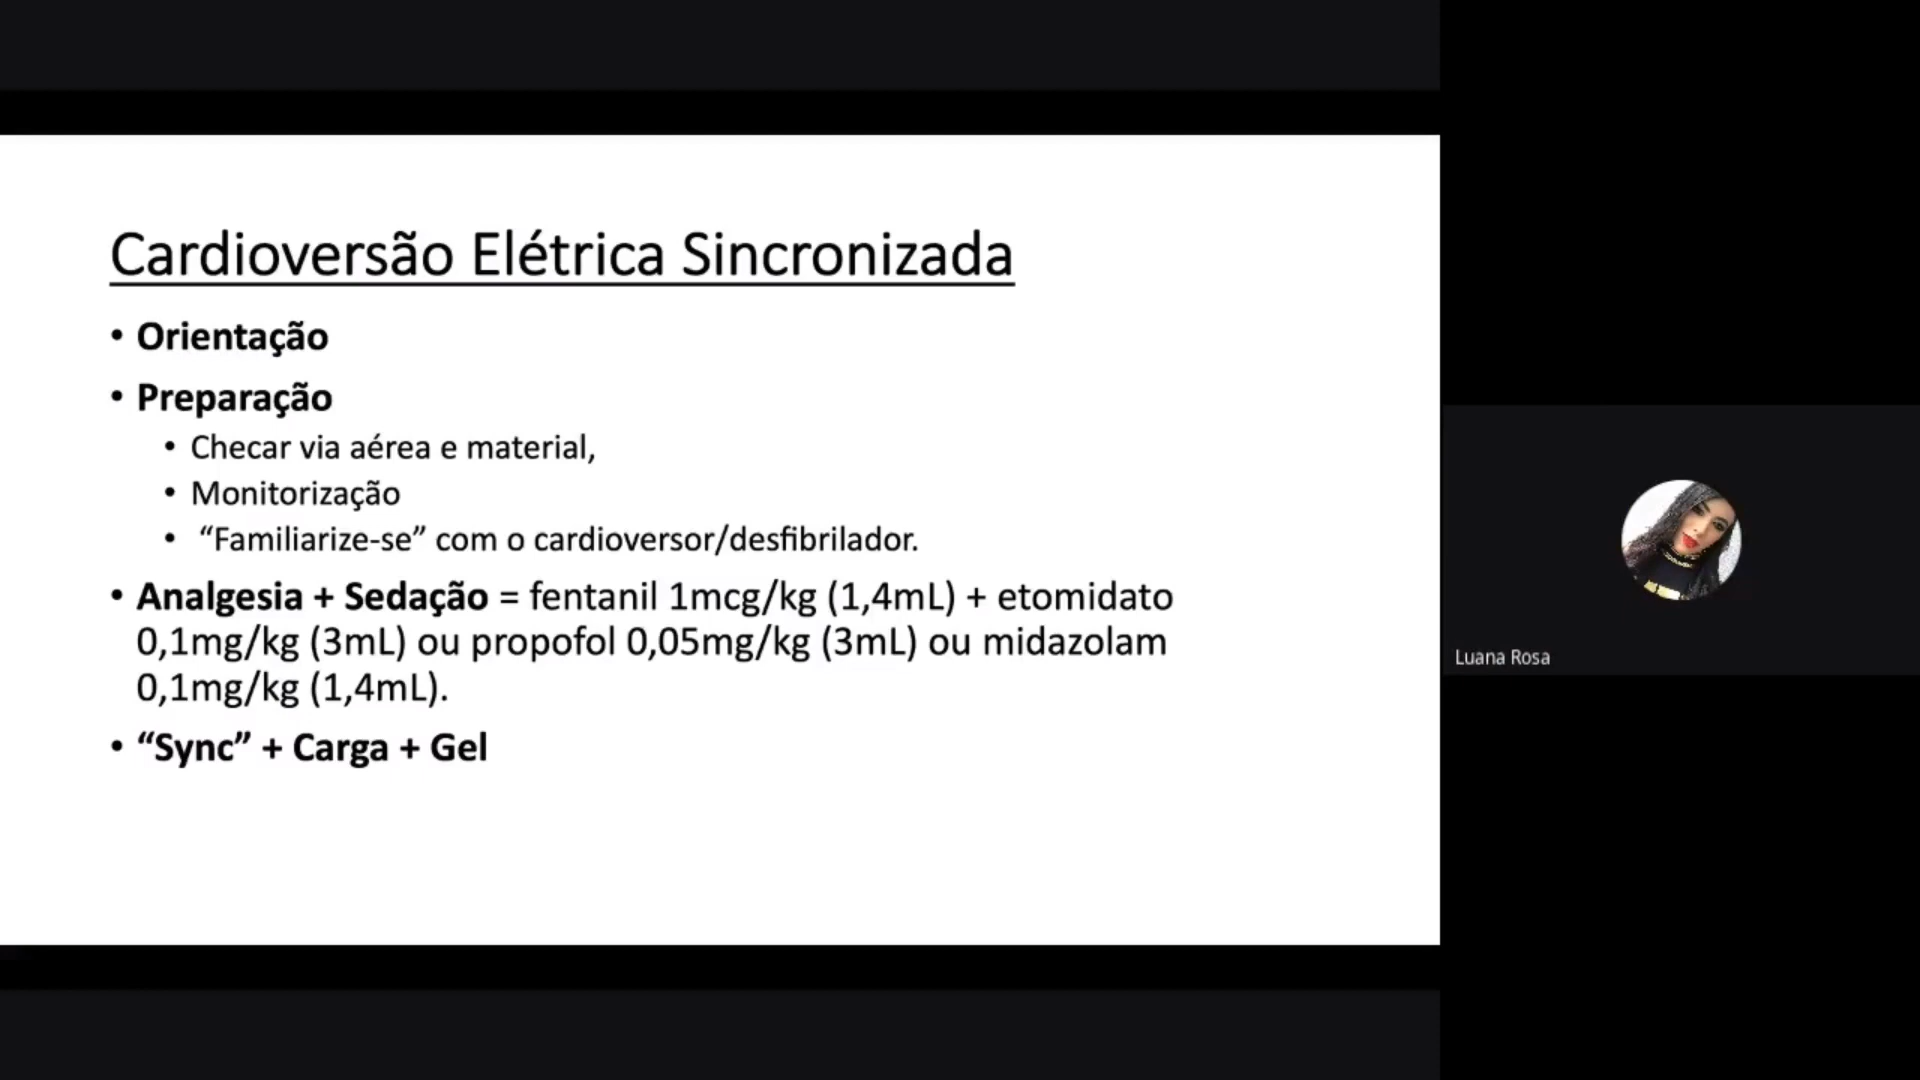 Cardioversão Elétrica Sincronizada
• Orientação
• Preparação
• Checar via aérea e material,
• Monitorização
• “Familiarize-se” com o cardioversor/desfibrilador.
• Analgesia + Sedação = fentanil 1mcg/kg (1,4mL) + etomidato
0,1mg/kg (3mL) ou propofol 0,05mg/kg (3mL) ou midazolam
0,1mg/kg (1,4mL).
• “Sync” + Carga + Gel
Luana Rosa